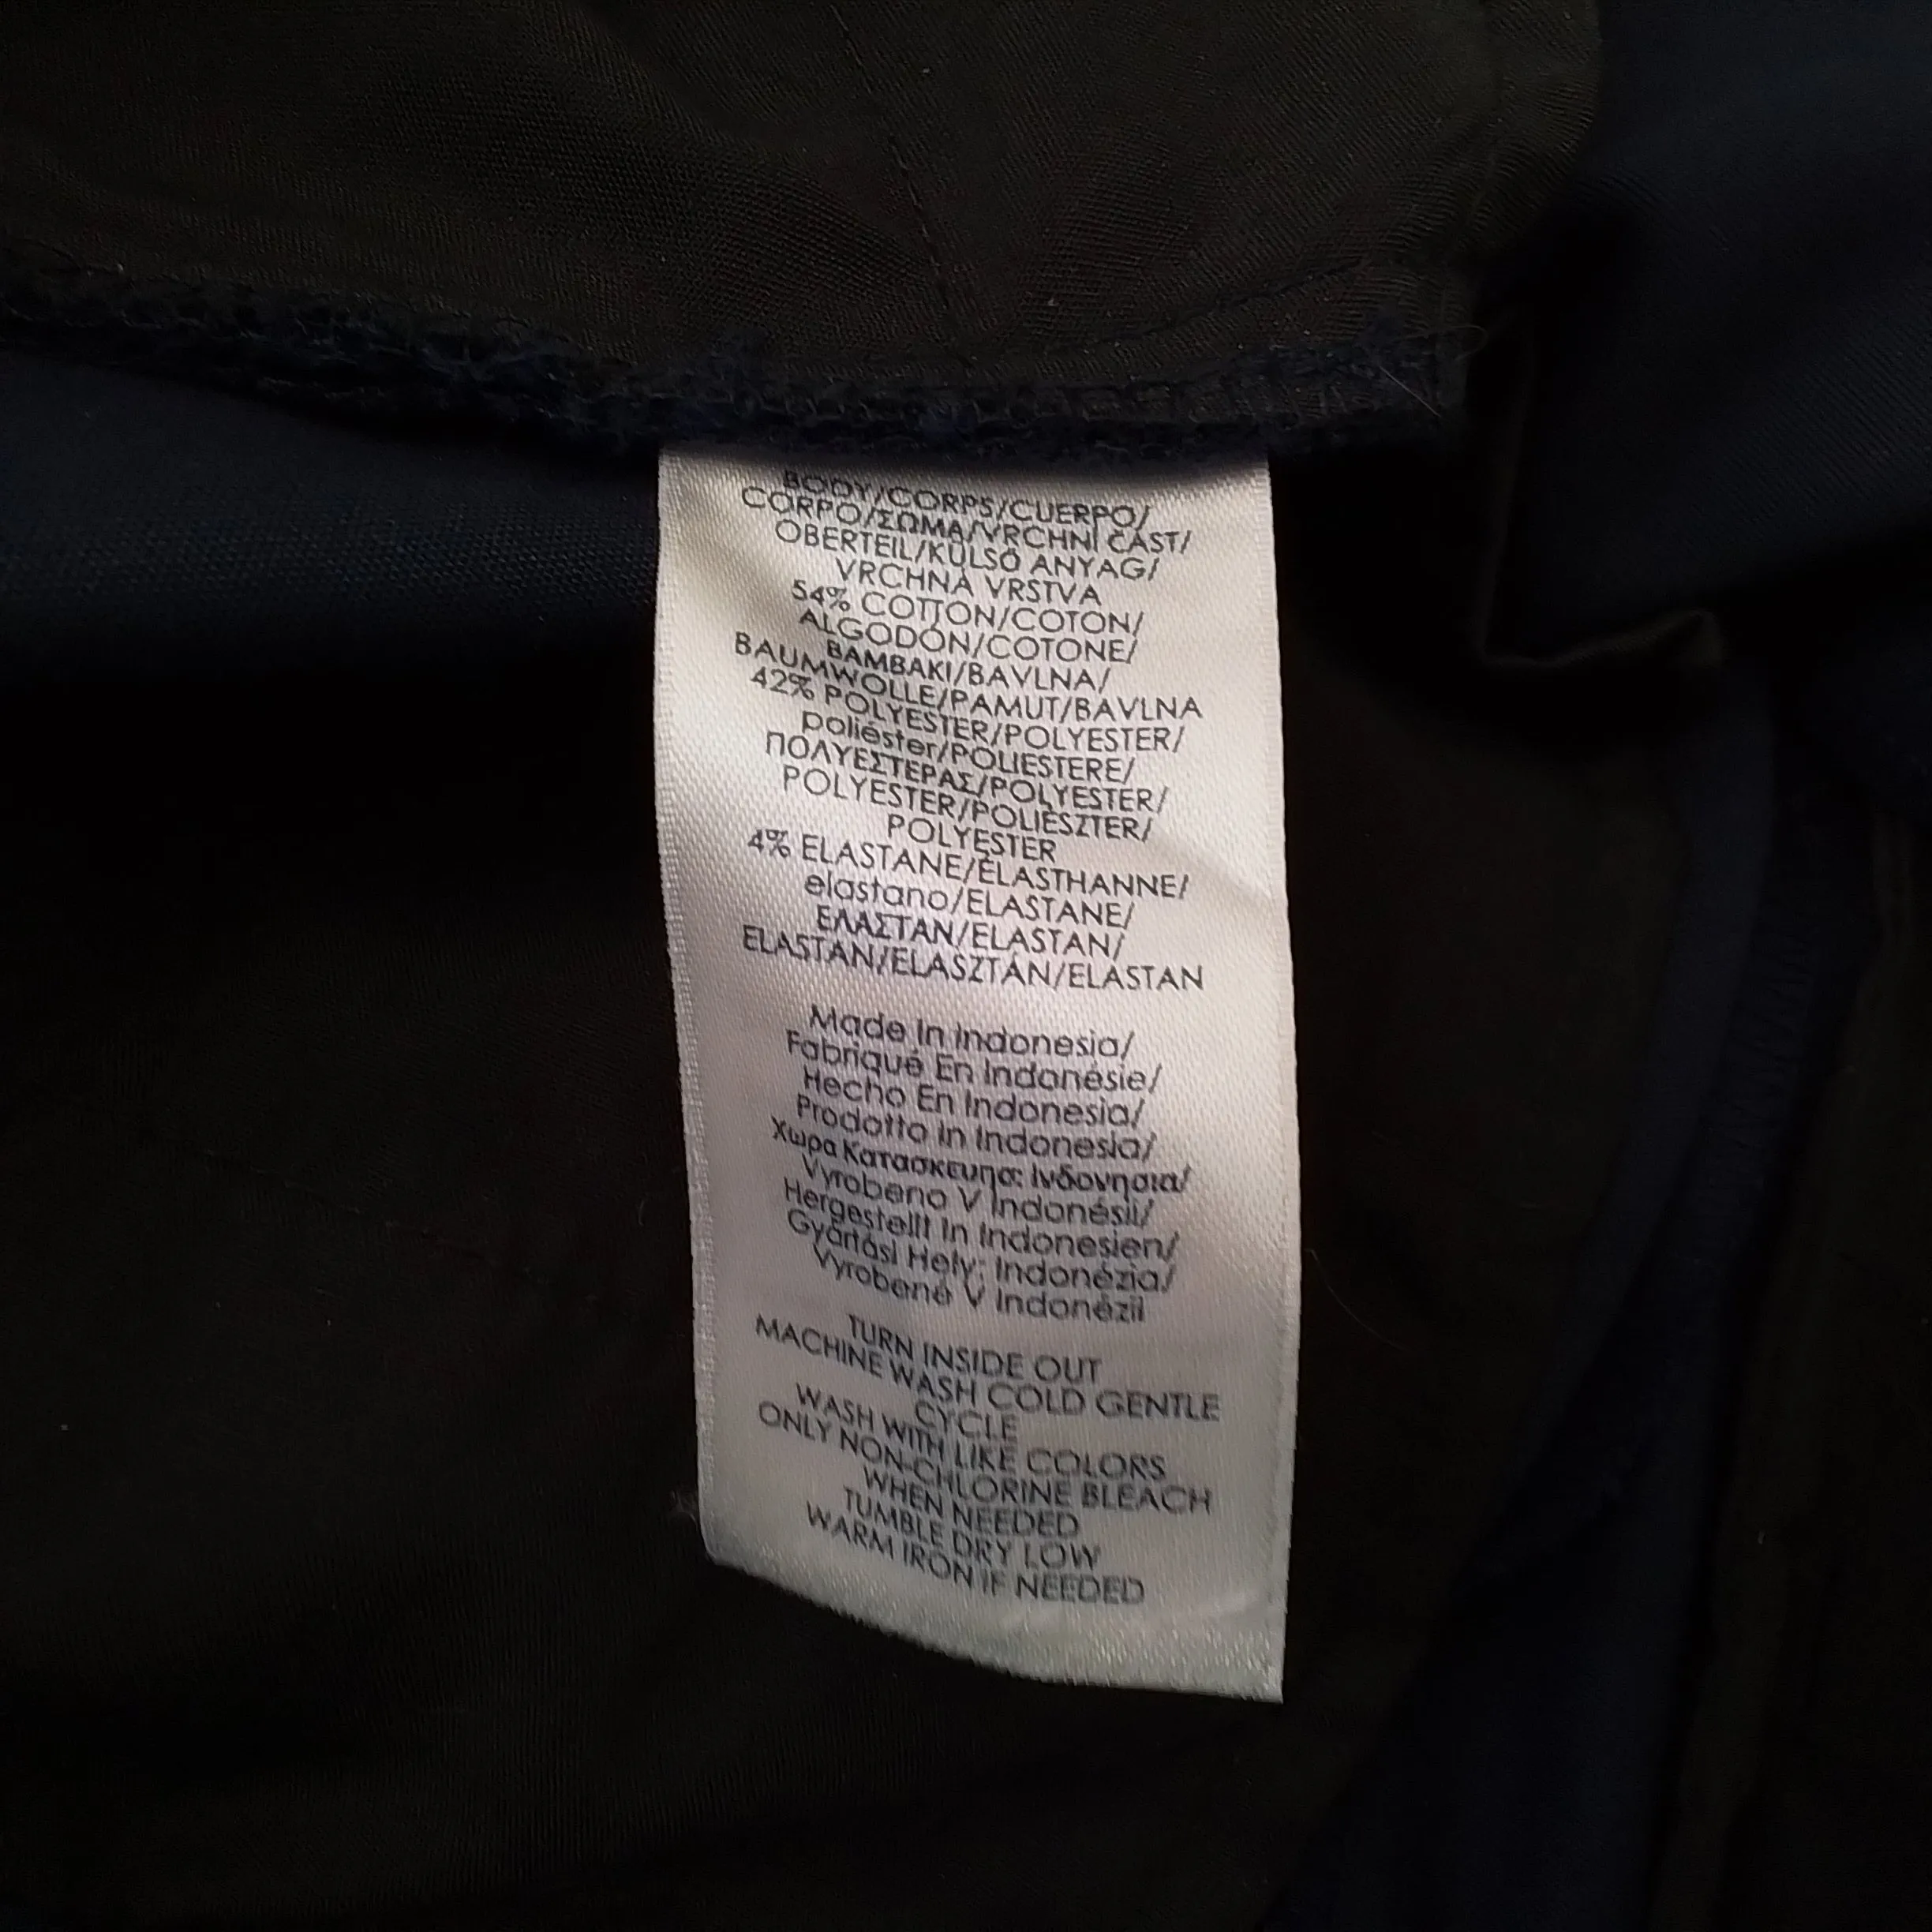 BODY/CORPS/CUERPO/
CORPO/ΣΩΜΑ/VRCHNÍ ČÁST/
OBERTEIL/KÜLSŐ ANYAG/
VRCHNÁ VRSTVA
54% COTTON/COTON/
ALGODÓN/COTONE/
BAMBAKI/BAVLNA/
BAUMWOLLE/PAMUT/BAVLNA
42% POLYESTER/POLYESTER/
poliéster/POLIESTERE/
ΠΟΛΥΕΣΤΕΡΑΣ/POLYESTER/
POLYESTER/POLIÉSZTER/
POLYESTER
4% ELASTANE/ÉLASTHANNE/
elastano/ELASTANE/
ΕΛΑΣΤΑΝ/ELASTAN/
ELASTAN/ELASZTÁN/ELASTAN
Made In Indonesia/
Fabriqué En Indonésie/
Hecho En Indonesia/
Prodotto In Indonesia/
Χωρα Κατασκευησ: Ινδονησια/
Vyrobeno V Indonésii/
Hergestellt In Indonesien/
Gyártási Hely: Indonézia/
Vyrobené V Indonézii
TURN INSIDE OUT
MACHINE WASH COLD GENTLE
CYCLE
WASH WITH LIKE COLORS
ONLY NON-CHLORINE BLEACH
WHEN NEEDED
TUMBLE DRY LOW
WARM IRON IF NEEDED